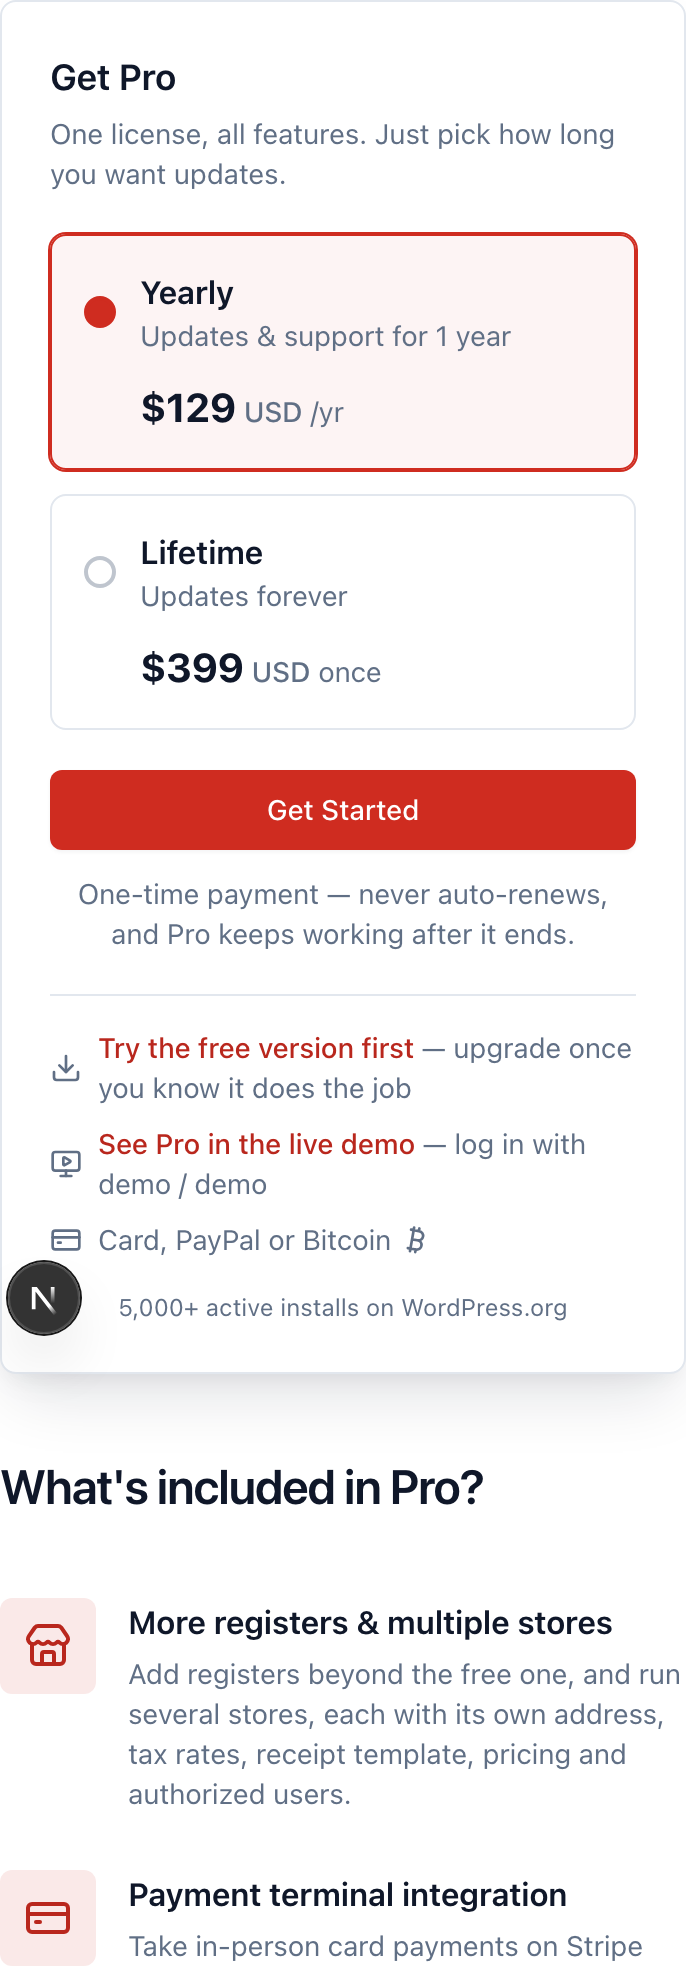 Get Pro
One license, all features. Just pick how long
you want updates.
Yearly
Updates & support for 1 year
$129 USD /yr
Lifetime
Updates forever
$399 USD once
Get Started
One-time payment — never auto-renews,
and Pro keeps working after it ends.
Try the free version first — upgrade once
you know it does the job
See Pro in the live demo — log in with
demo / demo
Card, PayPal or Bitcoin ₿
N
5,000+ active installs on WordPress.org
What's included in Pro?
More registers & multiple stores
Add registers beyond the free one, and run
several stores, each with its own address,
tax rates, receipt template, pricing and
authorized users.
Payment terminal integration
Take in-person card payments on Stripe